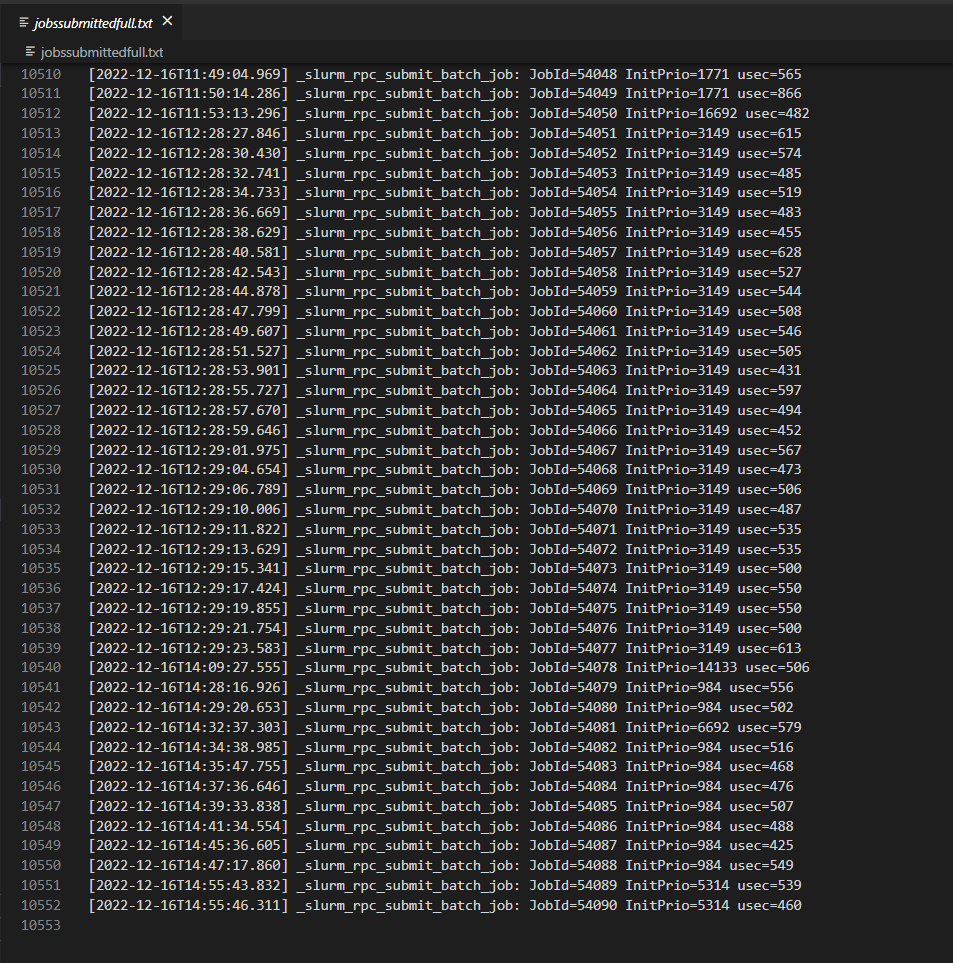 jobssubmittedfull.txt
jobssubmittedfull.txt
10510 [2022-12-16T11:49:04.969] _slurm_rpc_submit_batch_job: JobId=54048 InitPrio=1771 usec=565
10511 [2022-12-16T11:50:14.286] _slurm_rpc_submit_batch_job: JobId=54049 InitPrio=1771 usec=866
10512 [2022-12-16T11:53:13.296] _slurm_rpc_submit_batch_job: JobId=54050 InitPrio=16692 usec=482
10513 [2022-12-16T12:28:27.846] _slurm_rpc_submit_batch_job: JobId=54051 InitPrio=3149 usec=615
10514 [2022-12-16T12:28:30.430] _slurm_rpc_submit_batch_job: JobId=54052 InitPrio=3149 usec=574
10515 [2022-12-16T12:28:32.741] _slurm_rpc_submit_batch_job: JobId=54053 InitPrio=3149 usec=485
10516 [2022-12-16T12:28:34.733] _slurm_rpc_submit_batch_job: JobId=54054 InitPrio=3149 usec=519
10517 [2022-12-16T12:28:36.669] _slurm_rpc_submit_batch_job: JobId=54055 InitPrio=3149 usec=483
10518 [2022-12-16T12:28:38.629] _slurm_rpc_submit_batch_job: JobId=54056 InitPrio=3149 usec=455
10519 [2022-12-16T12:28:40.581] _slurm_rpc_submit_batch_job: JobId=54057 InitPrio=3149 usec=628
10520 [2022-12-16T12:28:42.543] _slurm_rpc_submit_batch_job: JobId=54058 InitPrio=3149 usec=527
10521 [2022-12-16T12:28:44.878] _slurm_rpc_submit_batch_job: JobId=54059 InitPrio=3149 usec=544
10522 [2022-12-16T12:28:47.799] _slurm_rpc_submit_batch_job: JobId=54060 InitPrio=3149 usec=508
10523 [2022-12-16T12:28:49.607] _slurm_rpc_submit_batch_job: JobId=54061 InitPrio=3149 usec=546
10524 [2022-12-16T12:28:51.527] _slurm_rpc_submit_batch_job: JobId=54062 InitPrio=3149 usec=505
10525 [2022-12-16T12:28:53.901] _slurm_rpc_submit_batch_job: JobId=54063 InitPrio=3149 usec=431
10526 [2022-12-16T12:28:55.727] _slurm_rpc_submit_batch_job: JobId=54064 InitPrio=3149 usec=597
10527 [2022-12-16T12:28:57.670] _slurm_rpc_submit_batch_job: JobId=54065 InitPrio=3149 usec=494
10528 [2022-12-16T12:28:59.646] _slurm_rpc_submit_batch_job: JobId=54066 InitPrio=3149 usec=452
10529 [2022-12-16T12:29:01.975] _slurm_rpc_submit_batch_job: JobId=54067 InitPrio=3149 usec=567
10530 [2022-12-16T12:29:04.654] _slurm_rpc_submit_batch_job: JobId=54068 InitPrio=3149 usec=473
10531 [2022-12-16T12:29:06.789] _slurm_rpc_submit_batch_job: JobId=54069 InitPrio=3149 usec=506
10532 [2022-12-16T12:29:10.006] _slurm_rpc_submit_batch_job: JobId=54070 InitPrio=3149 usec=487
10533 [2022-12-16T12:29:11.822] _slurm_rpc_submit_batch_job: JobId=54071 InitPrio=3149 usec=535
10534 [2022-12-16T12:29:13.629] _slurm_rpc_submit_batch_job: JobId=54072 InitPrio=3149 usec=535
10535 [2022-12-16T12:29:15.341] _slurm_rpc_submit_batch_job: JobId=54073 InitPrio=3149 usec=500
10536 [2022-12-16T12:29:17.424] _slurm_rpc_submit_batch_job: JobId=54074 InitPrio=3149 usec=550
10537 [2022-12-16T12:29:19.855] _slurm_rpc_submit_batch_job: JobId=54075 InitPrio=3149 usec=550
10538 [2022-12-16T12:29:21.754] _slurm_rpc_submit_batch_job: JobId=54076 InitPrio=3149 usec=500
10539 [2022-12-16T12:29:23.583] _slurm_rpc_submit_batch_job: JobId=54077 InitPrio=3149 usec=613
10540 [2022-12-16T14:09:27.555] _slurm_rpc_submit_batch_job: JobId=54078 InitPrio=14133 usec=506
10541 [2022-12-16T14:28:16.926] _slurm_rpc_submit_batch_job: JobId=54079 InitPrio=984 usec=556
10542 [2022-12-16T14:29:20.653] _slurm_rpc_submit_batch_job: JobId=54080 InitPrio=984 usec=502
10543 [2022-12-16T14:32:37.303] _slurm_rpc_submit_batch_job: JobId=54081 InitPrio=6692 usec=579
10544 [2022-12-16T14:34:38.985] _slurm_rpc_submit_batch_job: JobId=54082 InitPrio=984 usec=516
10545 [2022-12-16T14:35:47.755] _slurm_rpc_submit_batch_job: JobId=54083 InitPrio=984 usec=468
10546 [2022-12-16T14:37:36.646] _slurm_rpc_submit_batch_job: JobId=54084 InitPrio=984 usec=476
10547 [2022-12-16T14:39:33.838] _slurm_rpc_submit_batch_job: JobId=54085 InitPrio=984 usec=507
10548 [2022-12-16T14:41:34.554] _slurm_rpc_submit_batch_job: JobId=54086 InitPrio=984 usec=488
10549 [2022-12-16T14:45:36.605] _slurm_rpc_submit_batch_job: JobId=54087 InitPrio=984 usec=425
10550 [2022-12-16T14:47:17.860] _slurm_rpc_submit_batch_job: JobId=54088 InitPrio=984 usec=549
10551 [2022-12-16T14:55:43.832] _slurm_rpc_submit_batch_job: JobId=54089 InitPrio=5314 usec=539
10552 [2022-12-16T14:55:46.311] _slurm_rpc_submit_batch_job: JobId=54090 InitPrio=5314 usec=460
10553